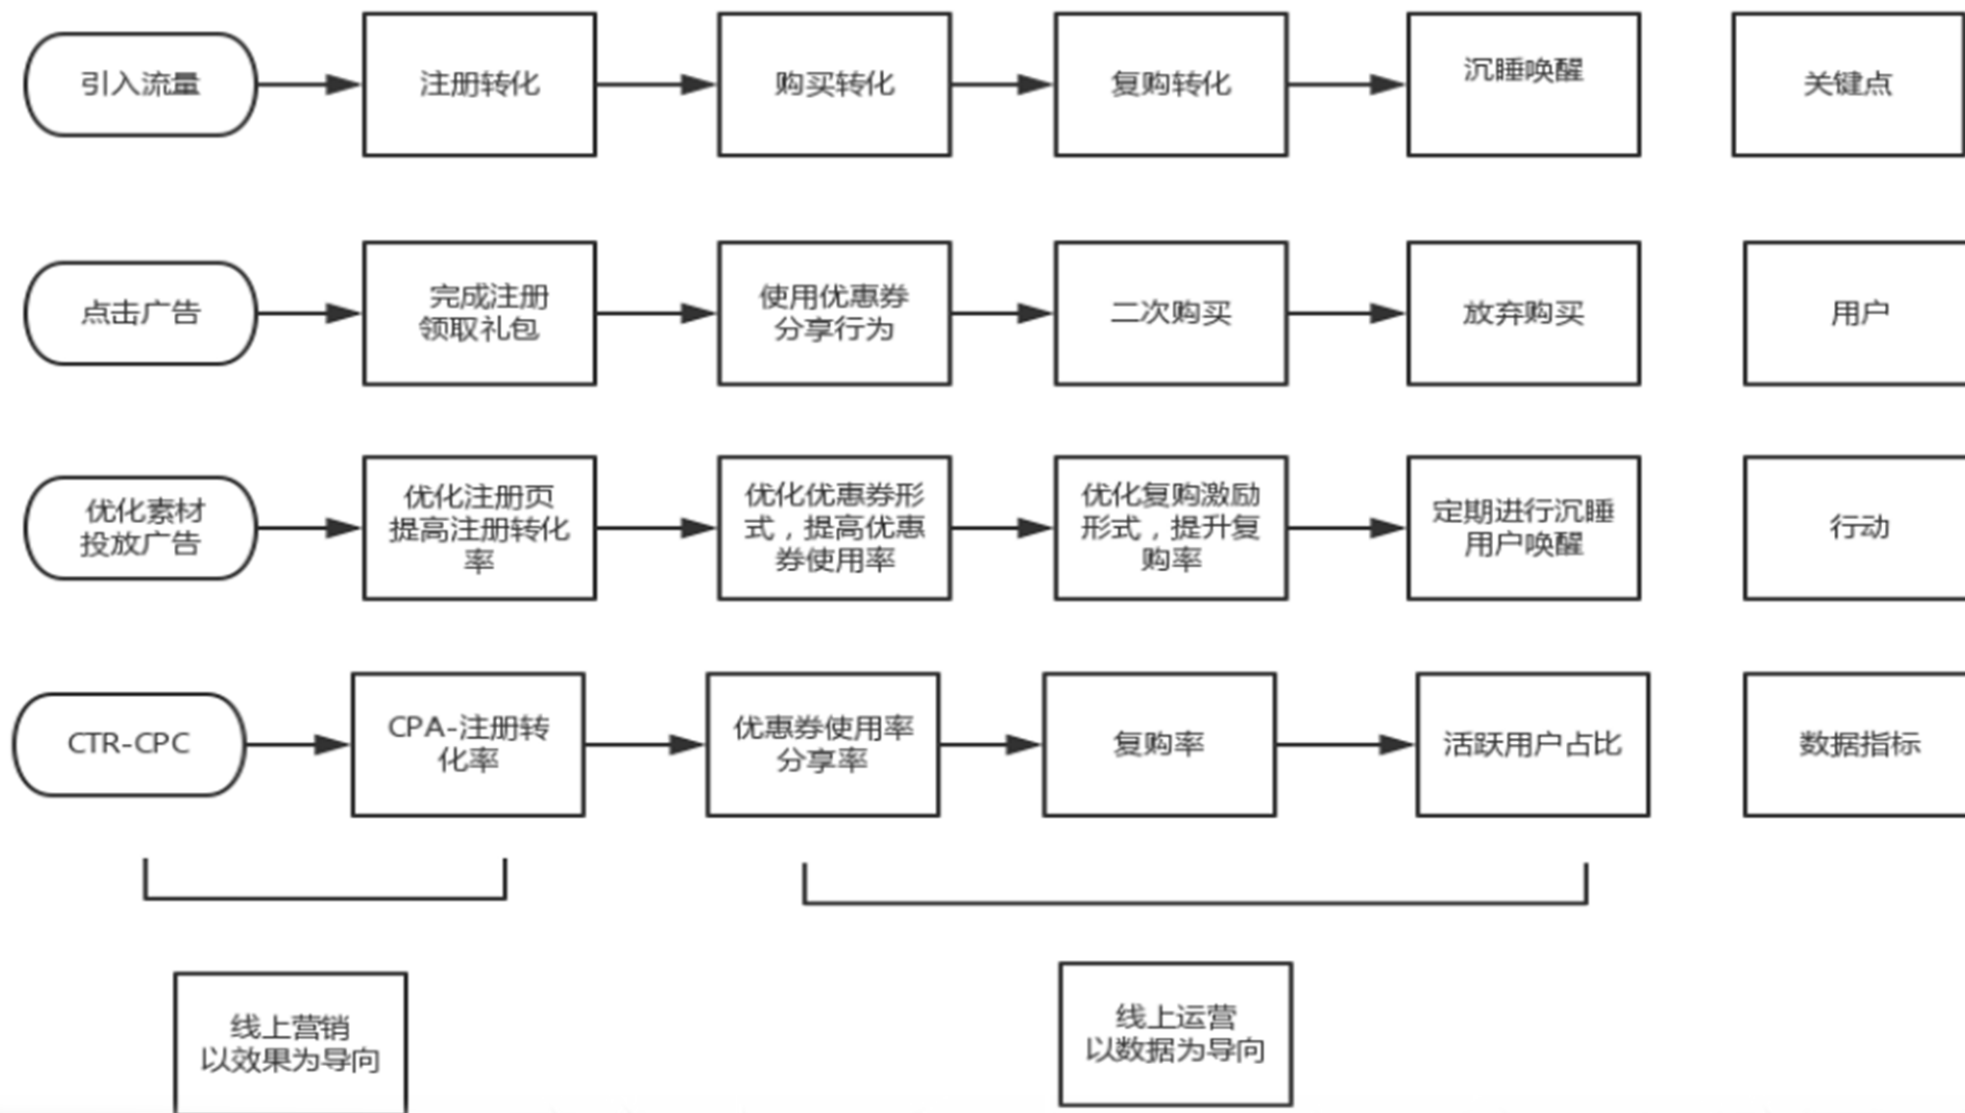 引入流量
注册转化
购买转化
复购转化
沉睡唤醒
关键点
点击广告
完成注册
领取礼包
使用优惠券
分享行为
二次购买
放弃购买
用户
优化素材
投放广告
优化注册页
提高注册转化
率
优化优惠券形
式，提高优惠
券使用率
优化复购激励
形式，提升复
购率
定期进行沉睡
用户唤醒
行动
CTR-CPC
CPA-注册转
化率
优惠券使用率
分享率
复购率
活跃用户占比
数据指标
线上营销
以效果为导向
线上运营
以数据为导向